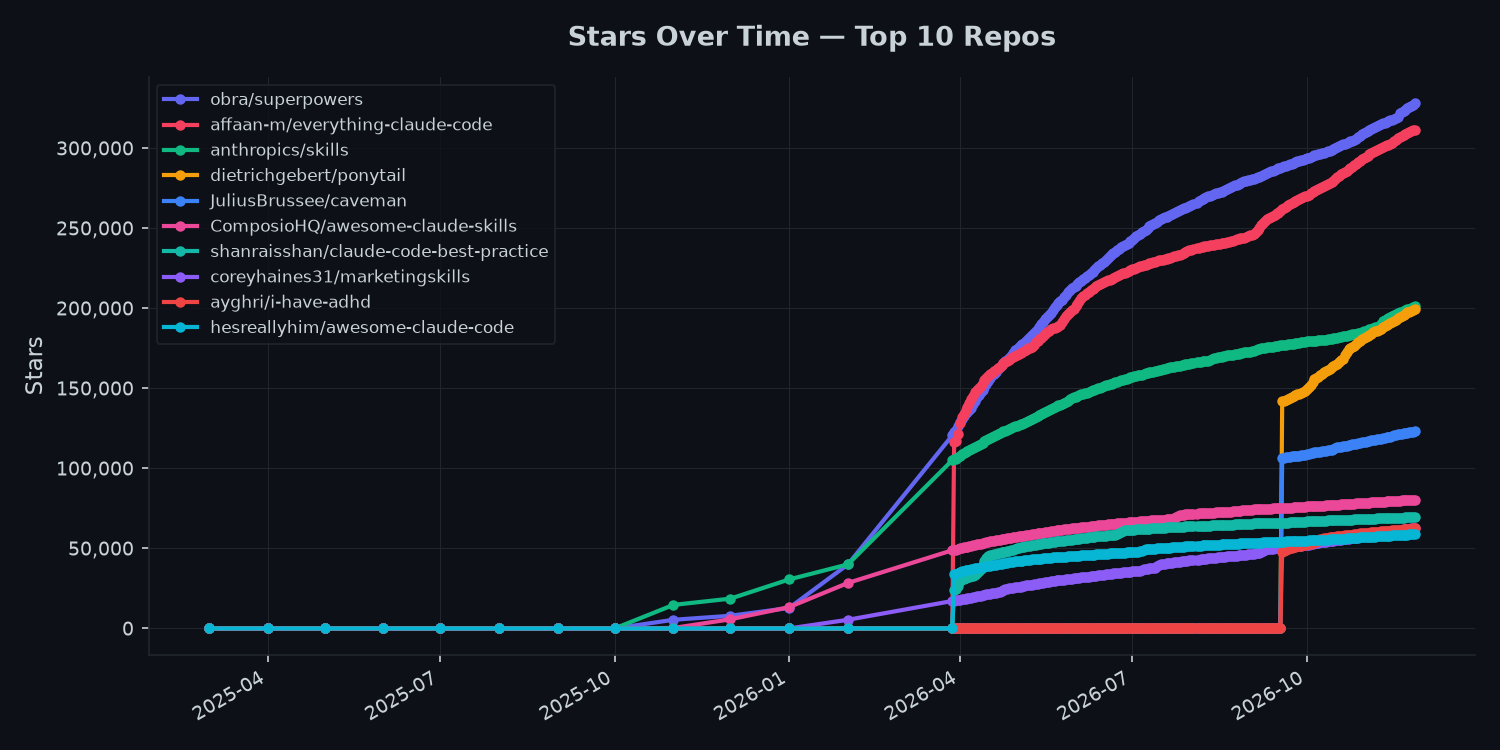 Stars Over Time — Top 10 Repos
obra/superpowers
affaan-m/everything-claude-code
anthropics/skills
dietrichgebert/ponytail
JuliusBrussee/caveman
ComposioHQ/awesome-claude-skills
shanraisshan/claude-code-best-practice
coreyhaines31/marketingskills
ayghri/i-have-adhd
hesreallyhim/awesome-claude-code
Stars
300,000
250,000
200,000
150,000
100,000
50,000
0
2025-04
2025-07
2025-10
2026-01
2026-04
2026-07
2026-10